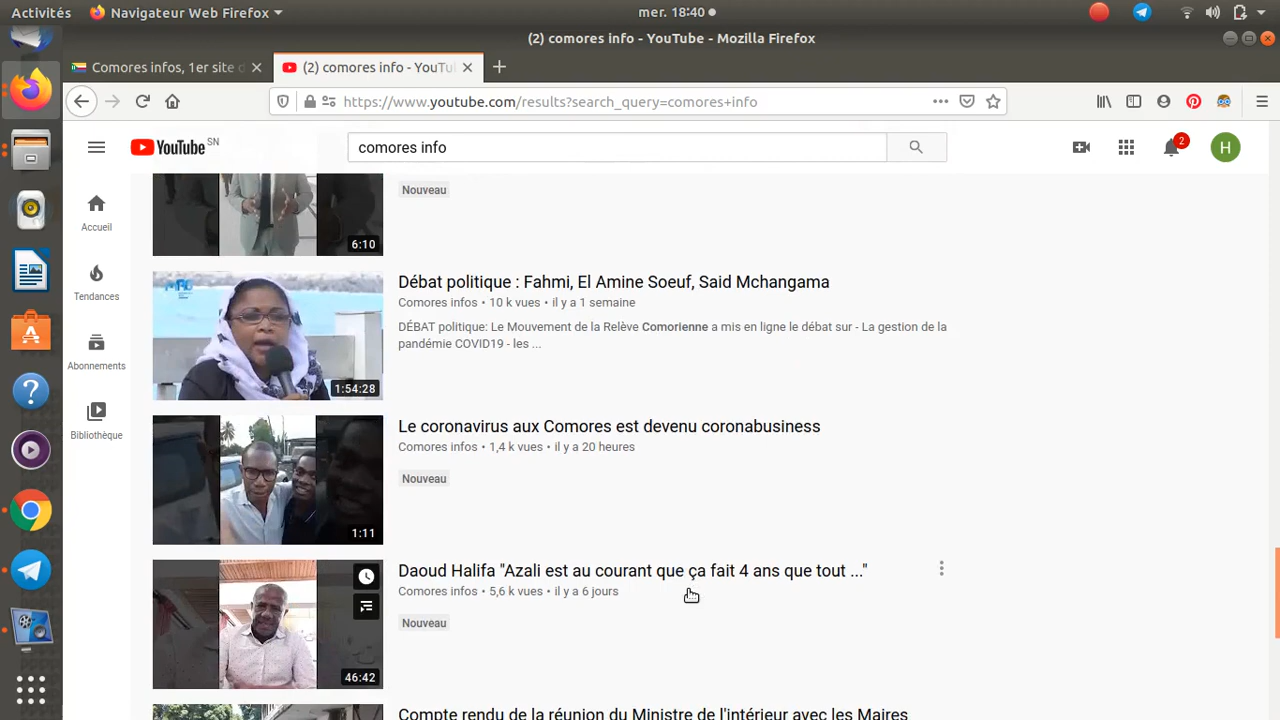 Activités Navigateur Web Firefox mer. 18:40
(2) comores info - YouTube - Mozilla Firefox
Comores infos, 1er site d (2) comores info - YouTu
https://www.youtube.com/results?search_query=comores+info
YouTube SN comores info 2 H
Accueil
Tendances
Abonnements
Bibliothèque
Nouveau
6:10
Débat politique : Fahmi, El Amine Soeuf, Said Mchangama
Comores infos • 10 k vues • il y a 1 semaine
DÉBAT politique: Le Mouvement de la Relève Comorienne a mis en ligne le débat sur - La gestion de la
pandémie COVID19 - les ...
1:54:28
Le coronavirus aux Comores est devenu coronabusiness
Comores infos • 1,4 k vues • il y a 20 heures
Nouveau
1:11
Daoud Halifa "Azali est au courant que ça fait 4 ans que tout ..."
Comores infos • 5,6 k vues • il y a 6 jours
Nouveau
46:42
Compte rendu de la réunion du Ministre de l'intérieur avec les Maires